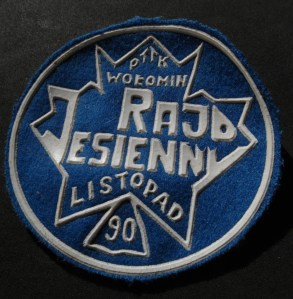 PTTK
WOŁOMIN
RAJD
JESIENNY
LISTOPAD
90